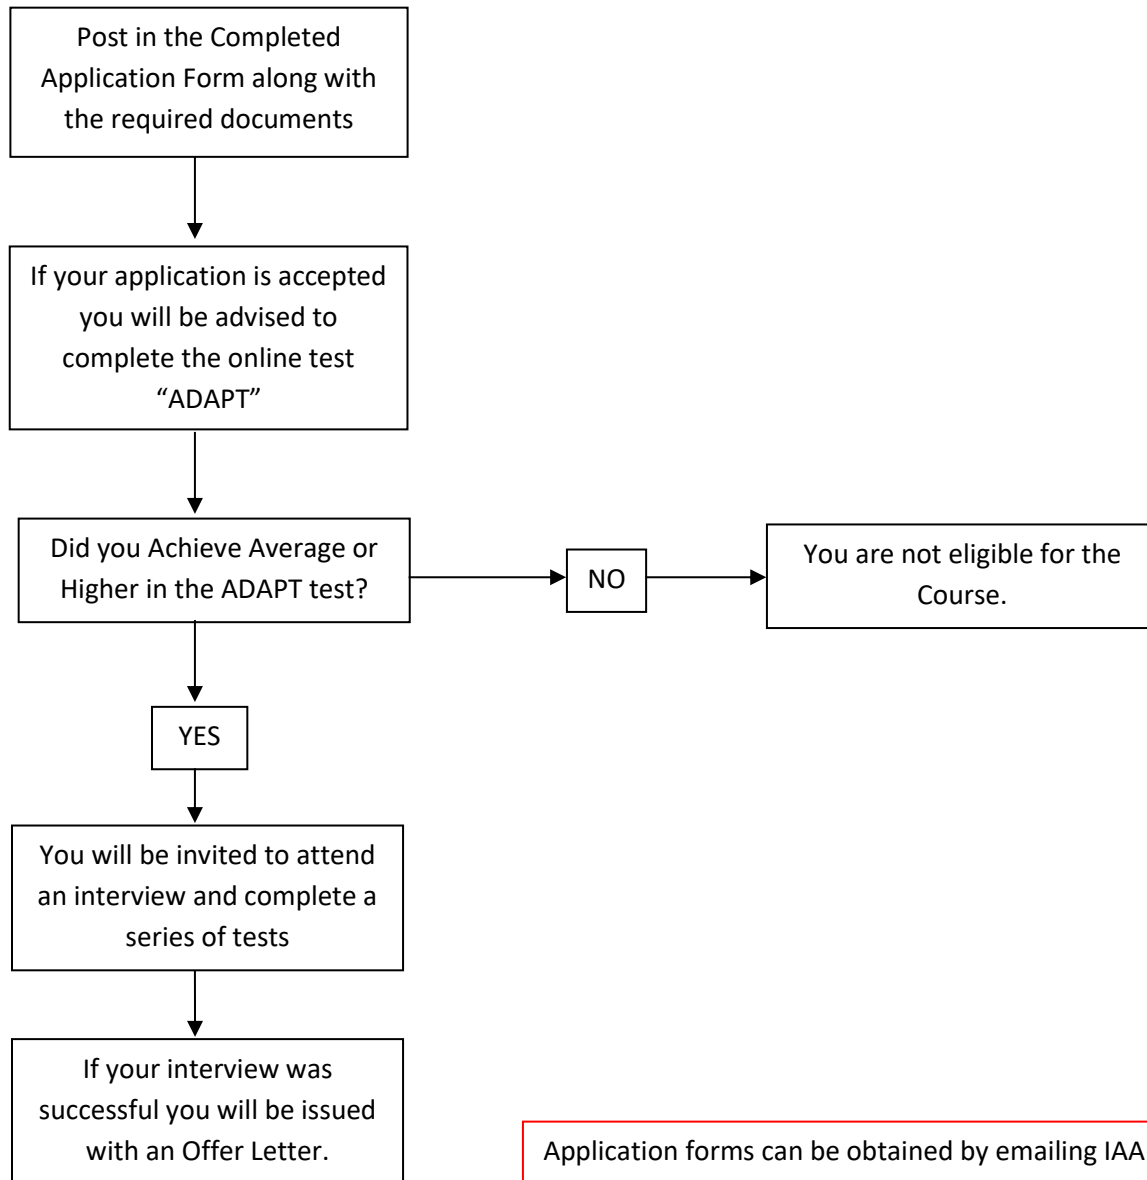 Post in the Completed
Application Form along with
the required documents
If your application is accepted
you will be advised to
complete the online test
“ADAPT”
Did you Achieve Average or
Higher in the ADAPT test?
NO
You are not eligible for the
Course.
YES
You will be invited to attend
an interview and complete a
series of tests
If your interview was
successful you will be issued
with an Offer Letter.
Application forms can be obtained by emailing IAA